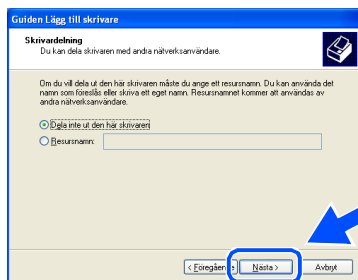 Guiden Lägg till skrivare
Skrivardelning
Du kan dela skrivaren med andra nätverksanvändare.
Om du vill dela ut den här skrivaren måste du ange ett resursnamn. Du kan använda det
namn som föreslås eller skriva ett eget namn. Resursnamnet kommer att användas av
andra nätverksanvändare.
Dela inte ut den här skrivaren
Resursnamn:
< Föregåen Nästa > Avbryt